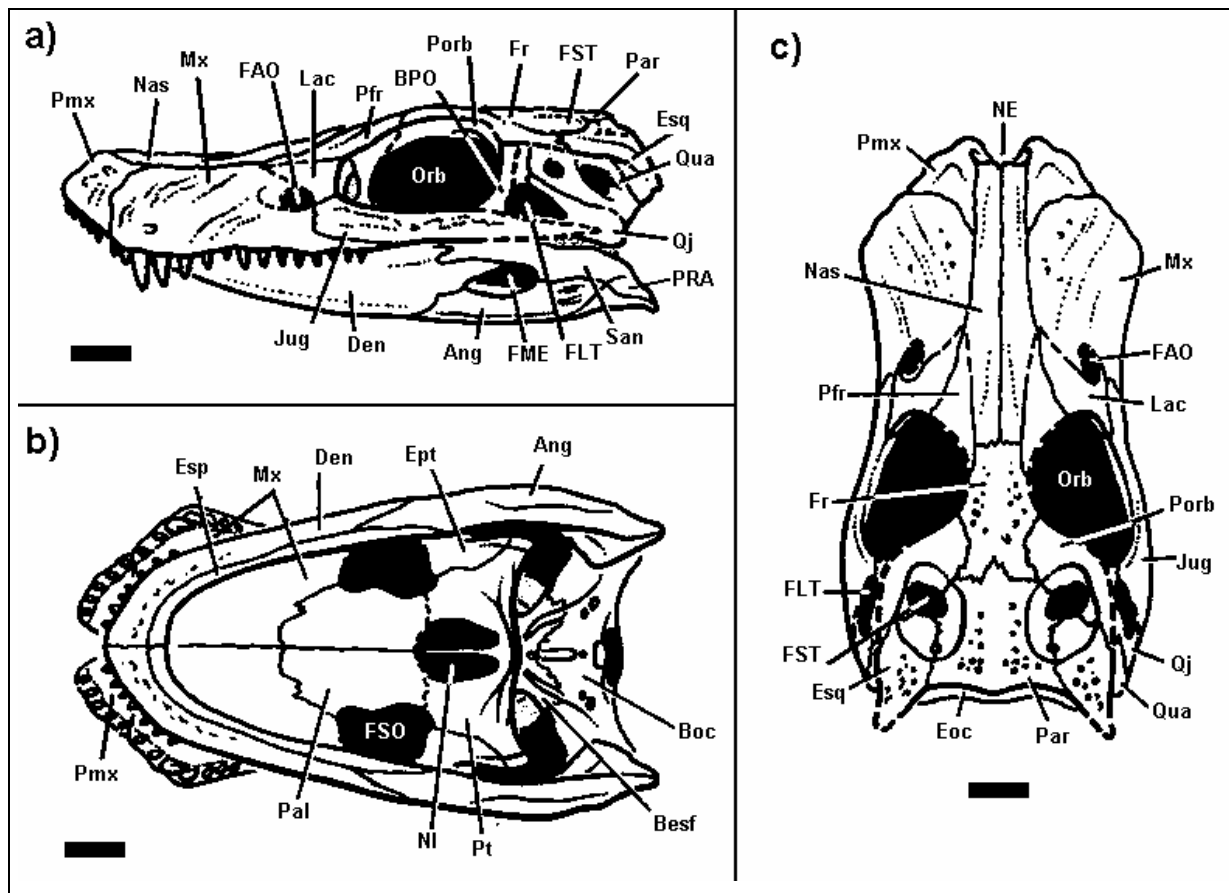 a)
Pmx
Nas
Mx
FAO
Lac
Pfr
BPO
Porb
Fr
FST
Par
Esq
Qua
Orb
Qj
PRA
San
FLT
FME
Ang
Den
Jug
b)
Esp
Mx
Den
Ept
Ang
FSO
Pmx
Pal
NI
Pt
Besf
Boc
c)
NE
Pmx
Nas
Mx
FAO
Pfr
Lac
Orb
Fr
Porb
Jug
FLT
FST
Esq
Qj
Eoc
Par
Qua